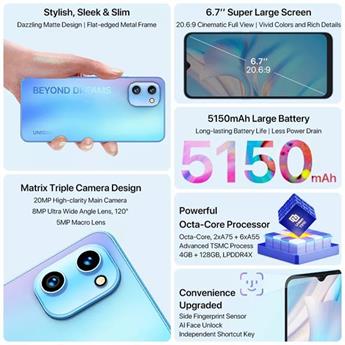 Stylish, Sleek & Slim
Dazzling Matte Design | Flat-edged Metal Frame
BEYOND DREAMS
6.7'' Super Large Screen
20.6:9 Cinematic Full View | Vivid Colors and Rich Details
6.7''
20.6:9
5150mAh Large Battery
Long-lasting Battery Life | Less Power Drain
5150mAh
Matrix Triple Camera Design
20MP High-clarity Main Camera
8MP Ultra Wide Angle Lens, 120°
5MP Macro Lens
Powerful
Octa-Core Processor
Octa-Core, 2xA75 + 6xA55
Advanced TSMC Process
4GB + 128GB, LPDDR4X
Convenience
Upgraded
Side Fingerprint Sensor
AI Face Unlock
Independent Shortcut Key